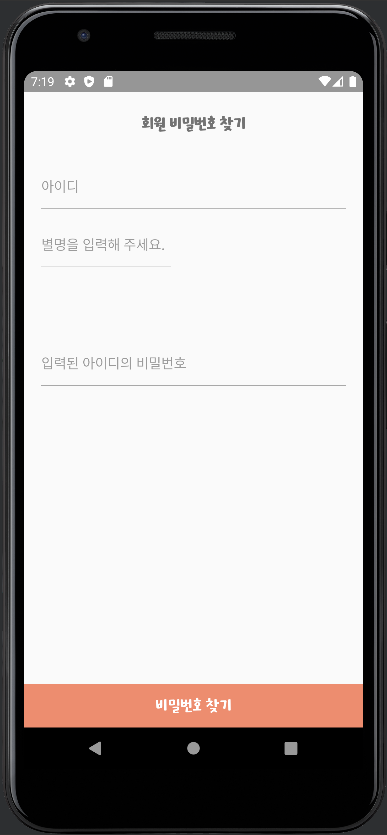 7:19
회원 비밀번호 찾기
아이디
별명을 입력해 주세요.
입력된 아이디의 비밀번호
비밀번호 찾기